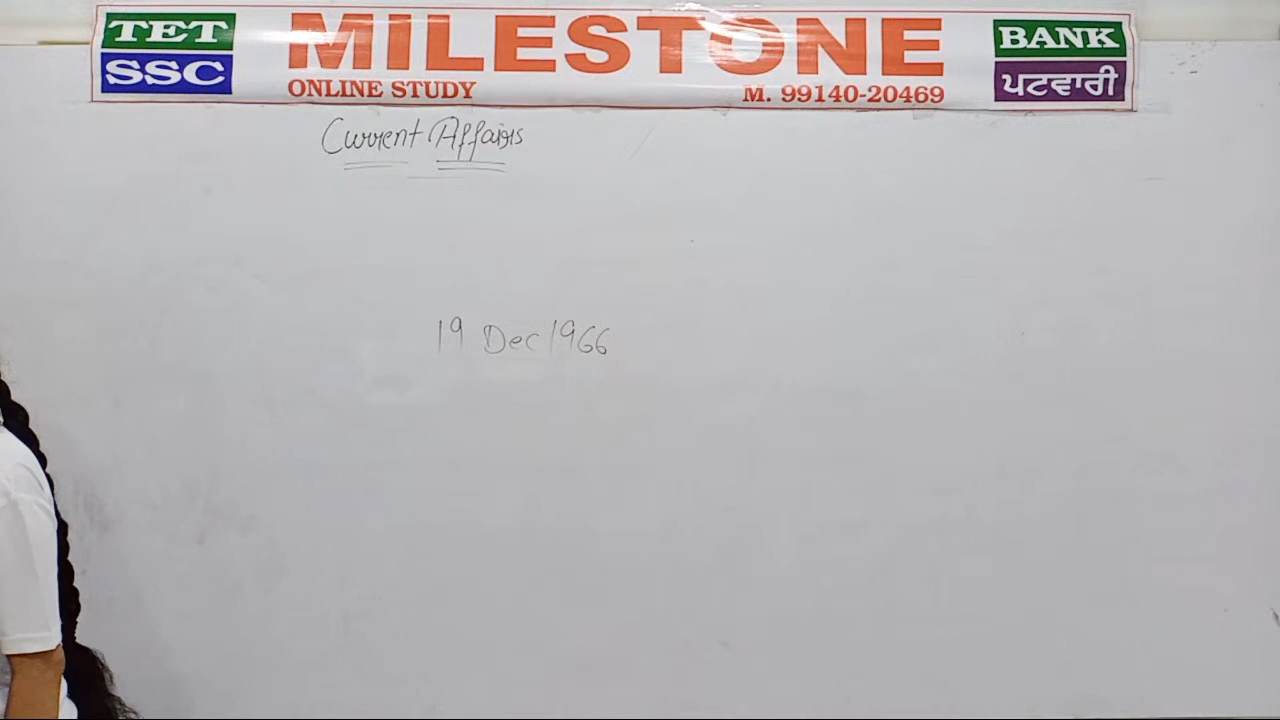 TET
SSC
MILESTONE
ONLINE STUDY
M. 99140-20469
BANK
ਪਟਵਾਰੀ
Current Affairs
19 Dec 1966